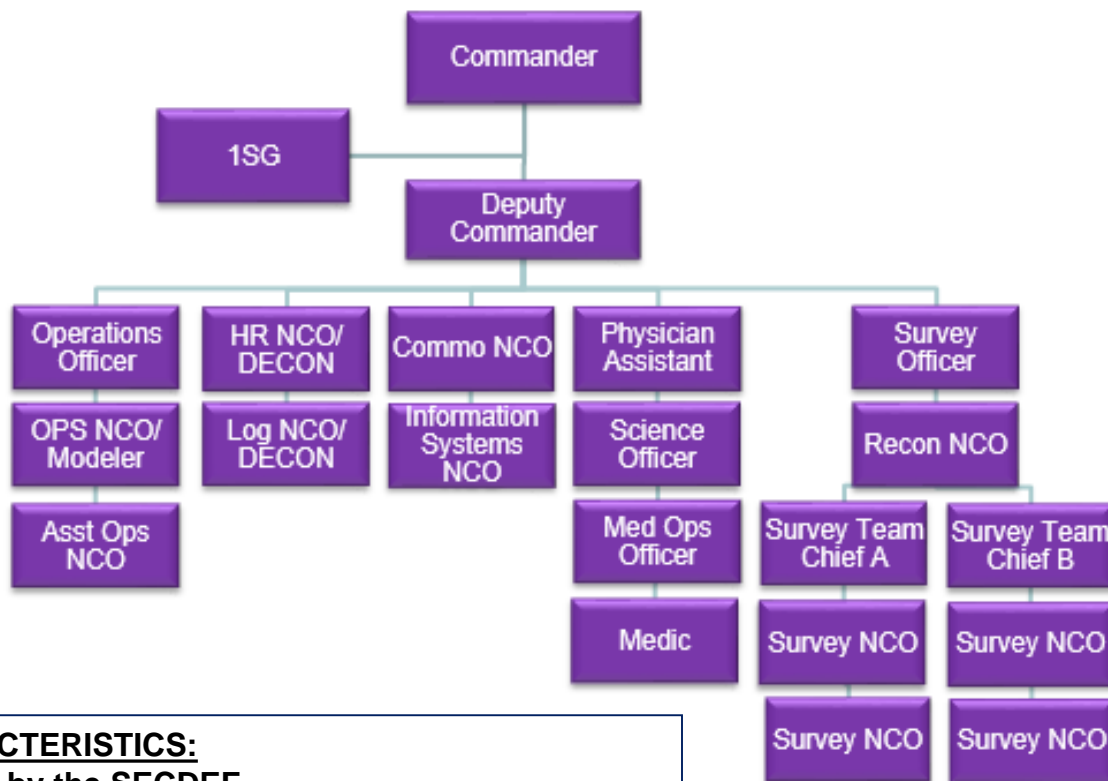 Commander
1SG
Deputy
Commander
Operations
Officer
HR NCO/
DECON
Commo NCO
Physician
Assistant
Survey
Officer
OPS NCO/
Modeler
Log NCO/
DECON
Information
Systems
NCO
Science
Officer
Recon NCO
Asst Ops
NCO
Med Ops
Officer
Survey Team
Chief A
Survey Team
Chief B
Medic
Survey NCO
Survey NCO
Survey NCO
Survey NCO
CTERISTICS:
by the SECDEF